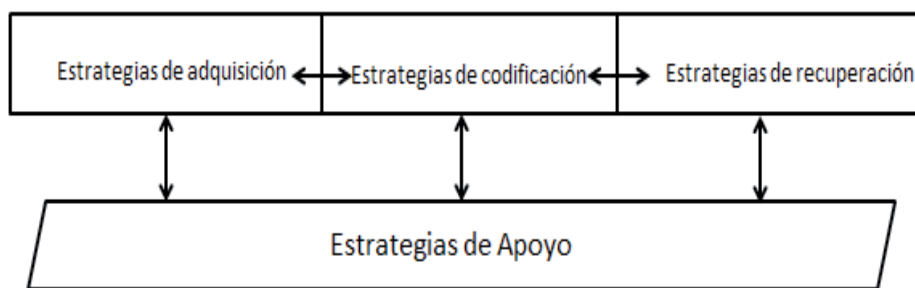 Estrategias de adquisición
Estrategias de codificación
Estrategias de recuperación
Estrategias de Apoyo